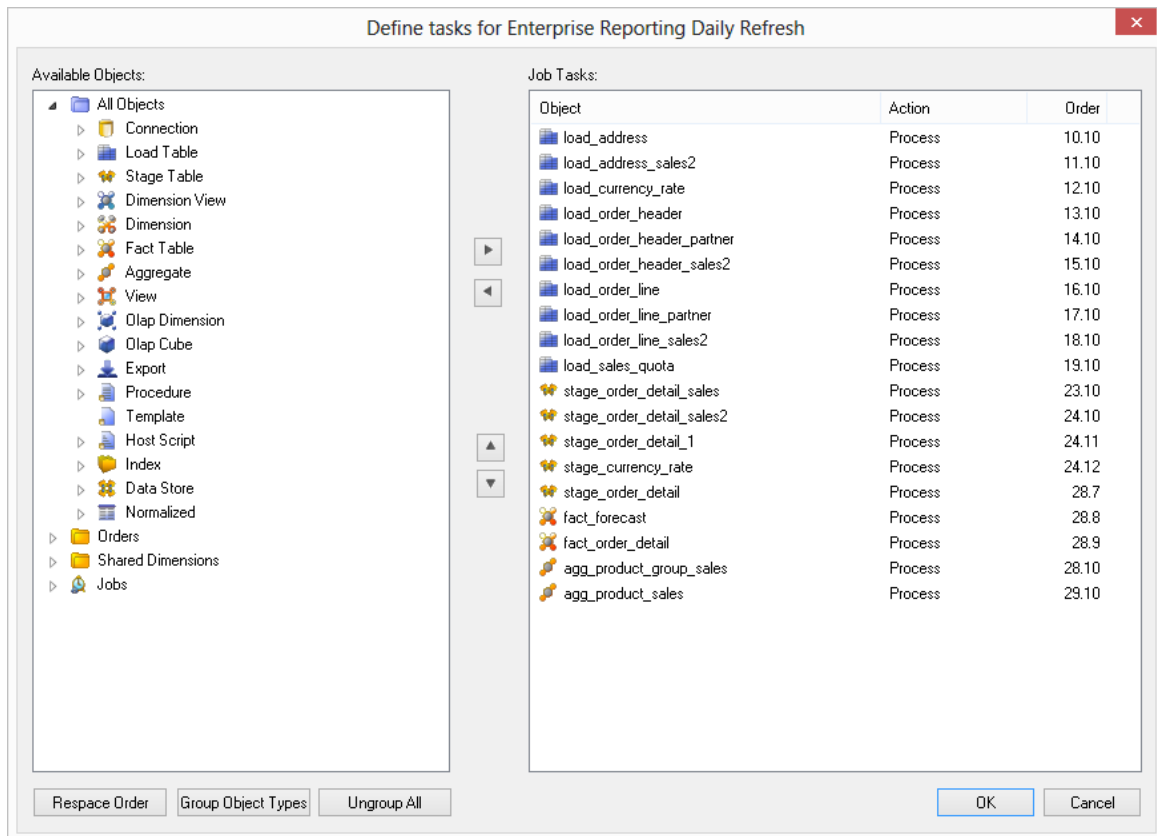 Define tasks for Enterprise Reporting Daily Refresh
Available Objects:
All Objects
Connection
Load Table
Stage Table
Dimension View
Dimension
Fact Table
Aggregate
View
Olap Dimension
Olap Cube
Export
Procedure
Template
Host Script
Index
Data Store
Normalized
Orders
Shared Dimensions
Jobs
Job Tasks:
Object Action Order
load_address Process 10.10
load_address_sales2 Process 11.10
load_currency_rate Process 12.10
load_order_header Process 13.10
load_order_header_partner Process 14.10
load_order_header_sales2 Process 15.10
load_order_line Process 16.10
load_order_line_partner Process 17.10
load_order_line_sales2 Process 18.10
load_sales_quota Process 19.10
stage_order_detail_sales Process 23.10
stage_order_detail_sales2 Process 24.10
stage_order_detail_1 Process 24.11
stage_currency_rate Process 24.12
stage_order_detail Process 28.7
fact_forecast Process 28.8
fact_order_detail Process 28.9
agg_product_group_sales Process 28.10
agg_product_sales Process 29.10
Respace Order Group Object Types Ungroup All OK Cancel